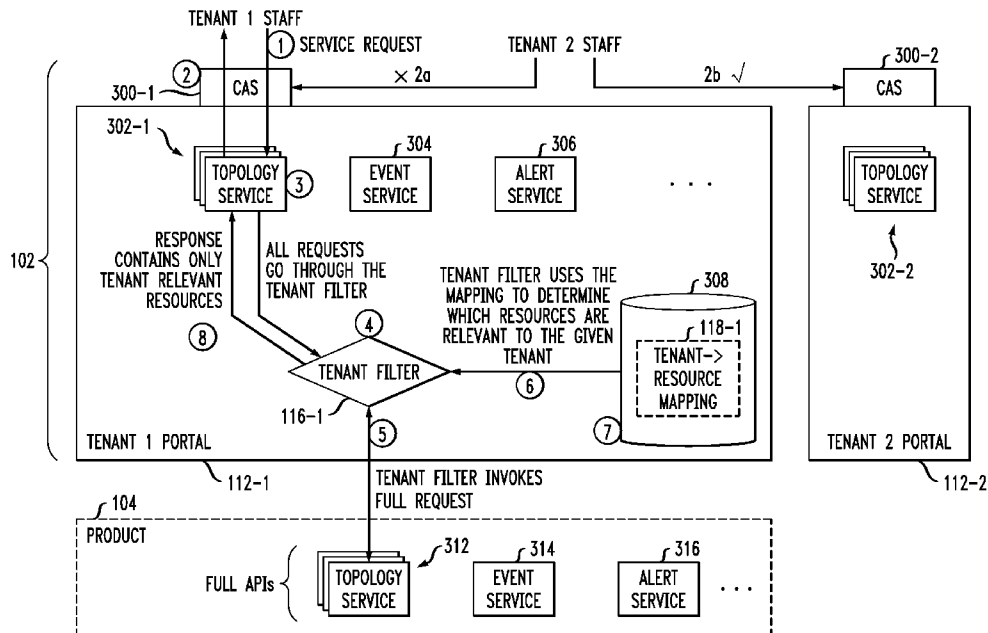 TENANT 1 STAFF
1
SERVICE REQUEST
TENANT 2 STAFF
2
300-1
CAS
× 2a
2b √
300-2
CAS
302-1
TOPOLOGY
SERVICE
3
304
EVENT
SERVICE
306
ALERT
SERVICE
. . .
TOPOLOGY
SERVICE
302-2
102
RESPONSE
CONTAINS ONLY
TENANT RELEVANT
RESOURCES
8
ALL REQUESTS
GO THROUGH THE
TENANT FILTER
4
TENANT FILTER
116-1
TENANT FILTER USES THE
MAPPING TO DETERMINE
WHICH RESOURCES ARE
RELEVANT TO THE GIVEN
TENANT
6
308
118-1
TENANT->
RESOURCE
MAPPING
7
5
TENANT 1 PORTAL
112-1
TENANT 2 PORTAL
112-2
TENANT FILTER INVOKES
FULL REQUEST
104
PRODUCT
FULL APIs
TOPOLOGY
SERVICE
312
314
EVENT
SERVICE
316
ALERT
SERVICE
. . .